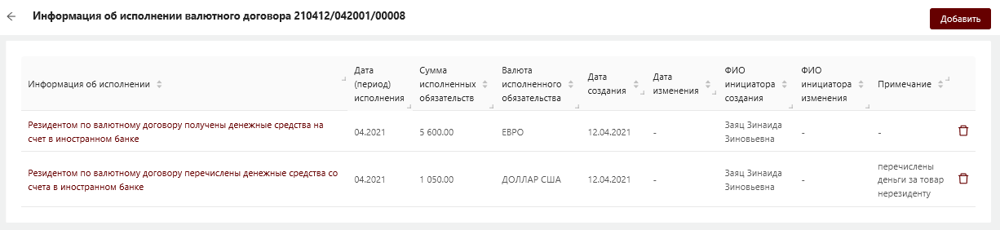 Информация об исполнении валютного договора 210412/042001/00008
Добавить
Информация об исполнении
Дата
(период)
исполнения
Сумма
исполненных
обязательств
Валюта
исполненного
обязательства
Дата
создания
Дата
изменения
ФИО
инициатора
создания
ФИО
инициатора
изменения
Примечание
Резидентом по валютному договору получены денежные средства на
счет в иностранном банке
04.2021
5 600.00
ЕВРО
12.04.2021
-
Заяц Зинаида
Зиновьевна
-
-
Резидентом по валютному договору перечислены денежные средства со
счета в иностранном банке
04.2021
1 050.00
ДОЛЛАР США
12.04.2021
-
Заяц Зинаида
Зиновьевна
-
перечислены
деньги за товар
нерезиденту